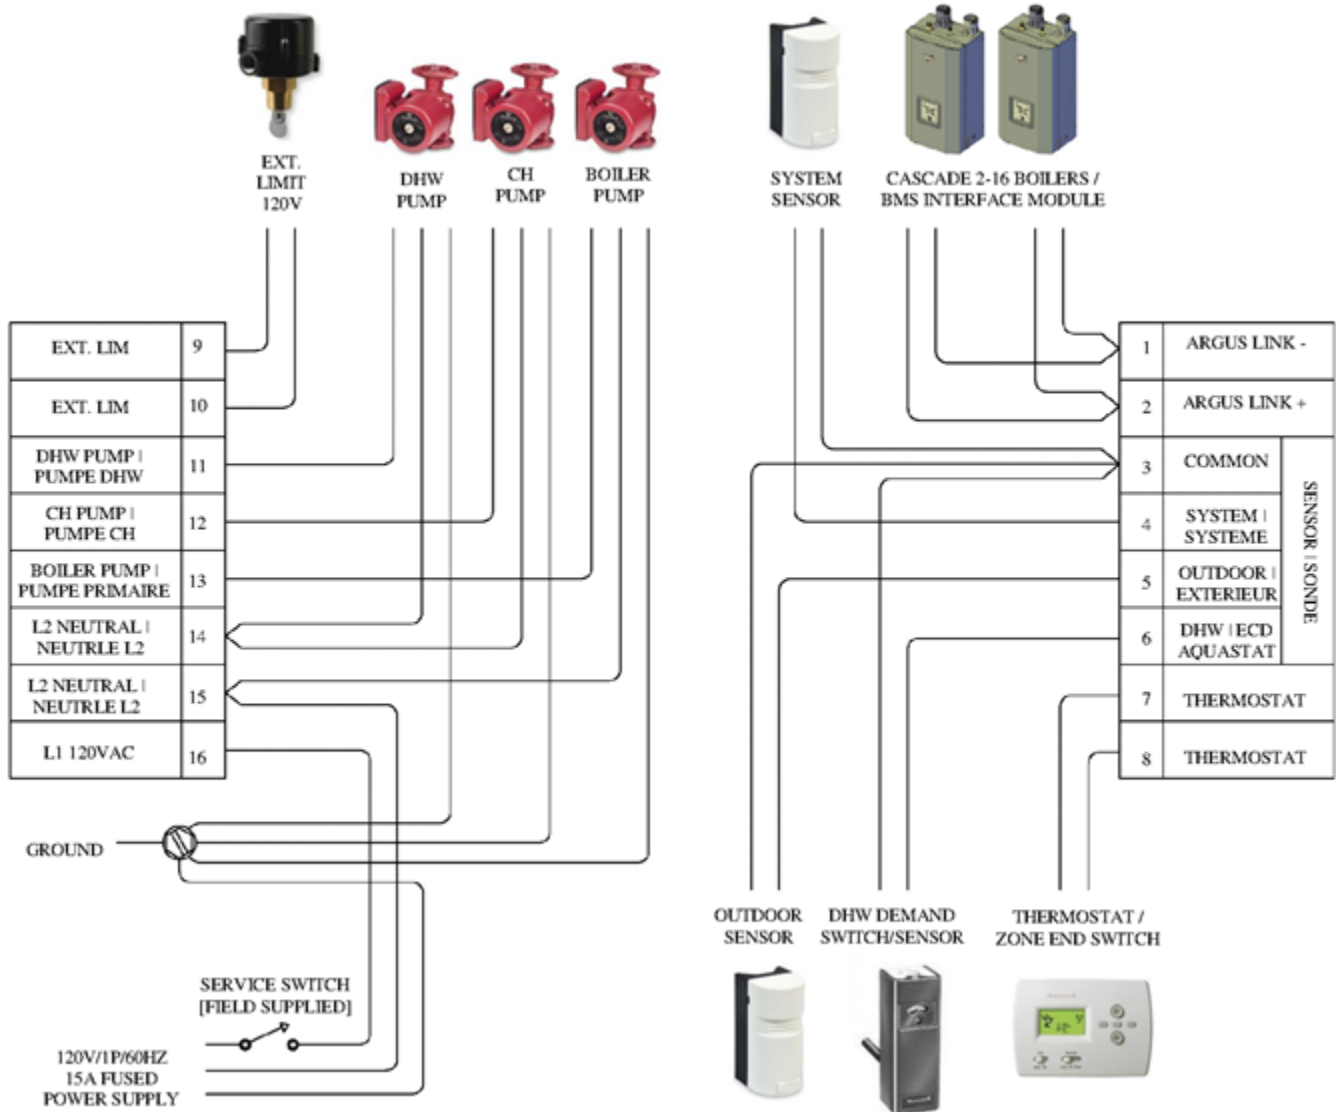 EXT.
LIMIT
120V
DHW
PUMP
CH
PUMP
BOILER
PUMP
SYSTEM
SENSOR
CASCADE 2-16 BOILERS /
BMS INTERFACE MODULE
EXT. LIM 9
EXT. LIM 10
DHW PUMP |
PUMPE DHW
11
CH PUMP |
PUMPE CH
12
BOILER PUMP |
PUMPE PRIMAIRE
13
L2 NEUTRAL |
NEUTRLE L2
14
L2 NEUTRAL |
NEUTRLE L2
15
L1 120VAC 16
GROUND
SERVICE SWITCH
[FIELD SUPPLIED]
120V/1P/60HZ
15A FUSED
POWER SUPPLY
1 ARGUS LINK -
2 ARGUS LINK +
3 COMMON
4
SYSTEM |
SYSTEME
5
OUTDOOR |
EXTERIEUR
6
DHW | ECD
AQUASTAT
SENSOR | SONDE
7 THERMOSTAT
8 THERMOSTAT
OUTDOOR
SENSOR
DHW DEMAND
SWITCH/SENSOR
THERMOSTAT /
ZONE END SWITCH